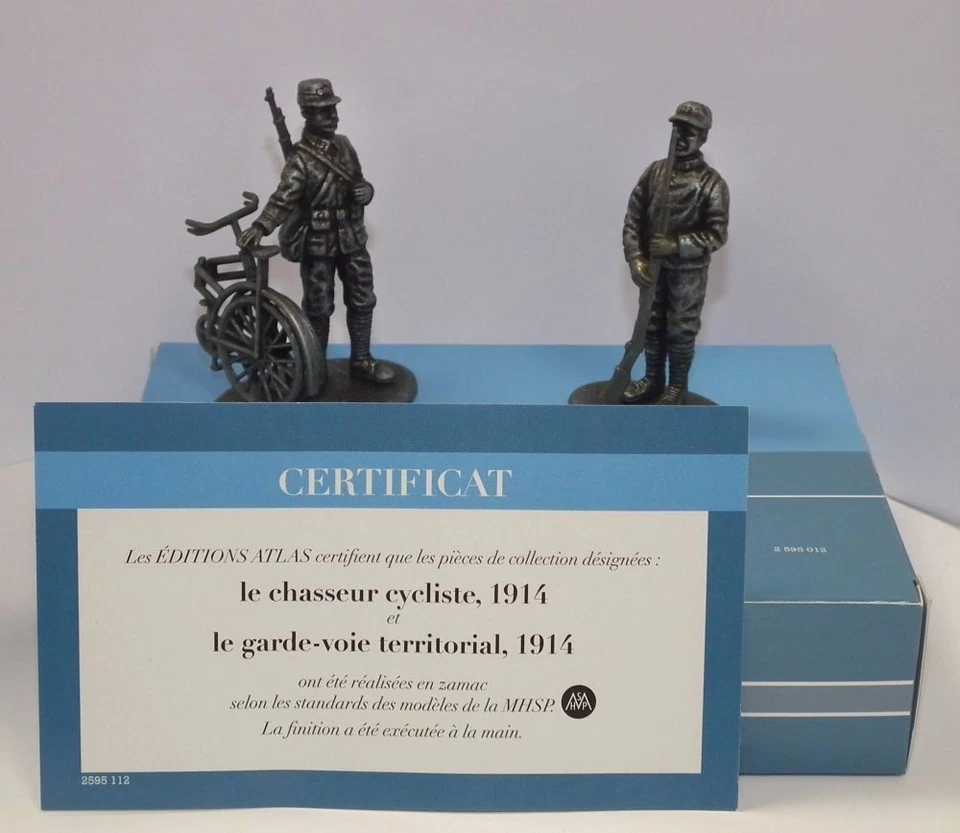 CERTIFICAT
Les ÉDITIONS ATLAS certifient que les pièces de collection désignées :
le chasseur cycliste, 1914
et
le garde-voie territorial, 1914
ont été réalisées en zamac
selon les standards des modèles de la MHSP.
La finition a été exécutée à la main.
2595 112
2 595 012